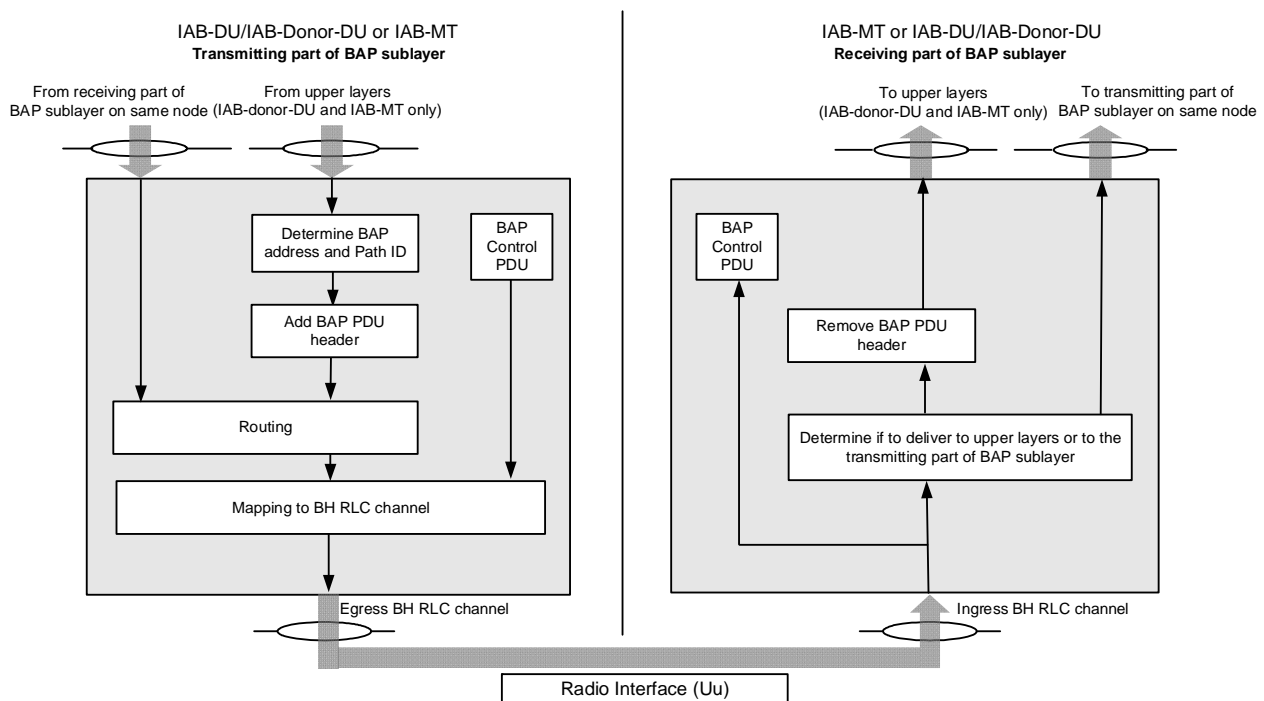 IAB-DU/IAB-Donor-DU or IAB-MT
Transmitting part of BAP sublayer
From receiving part of
BAP sublayer on same node
From upper layers
(IAB-donor-DU and IAB-MT only)
Determine BAP
address and Path ID
BAP
Control
PDU
Add BAP PDU
header
Routing
Mapping to BH RLC channel
Egress BH RLC channel
IAB-MT or IAB-DU/IAB-Donor-DU
Receiving part of BAP sublayer
To upper layers
(IAB-donor-DU and IAB-MT only)
To transmitting part of
BAP sublayer on same node
BAP
Control
PDU
Remove BAP PDU
header
Determine if to deliver to upper layers or to the
transmitting part of BAP sublayer
Ingress BH RLC channel
Radio Interface (Uu)